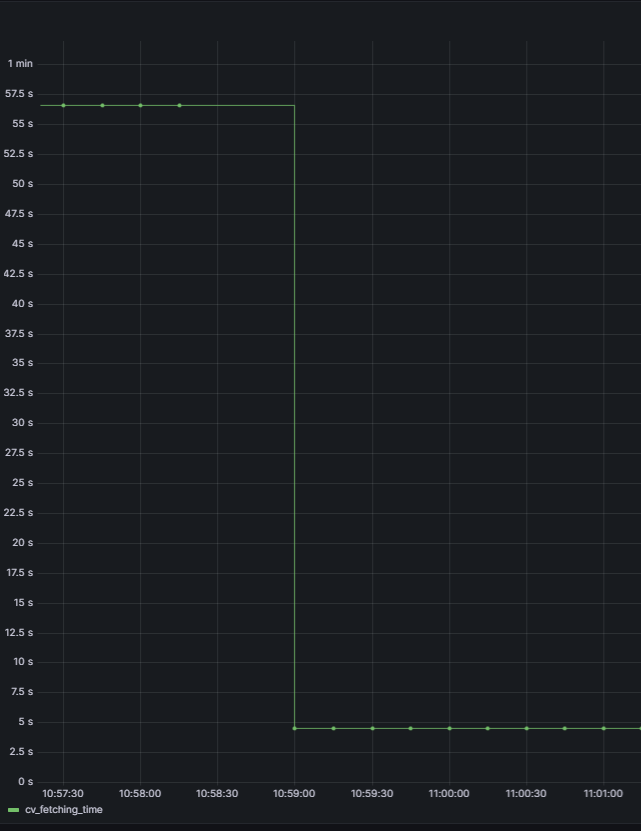 1 min
57.5 s
55 s
52.5 s
50 s
47.5 s
45 s
42.5 s
40 s
37.5 s
35 s
32.5 s
30 s
27.5 s
25 s
22.5 s
20 s
17.5 s
15 s
12.5 s
10 s
7.5 s
5 s
2.5 s
0 s
10:57:30 10:58:00 10:58:30 10:59:00 10:59:30 11:00:00 11:00:30 11:01:00
cv_fetching_time